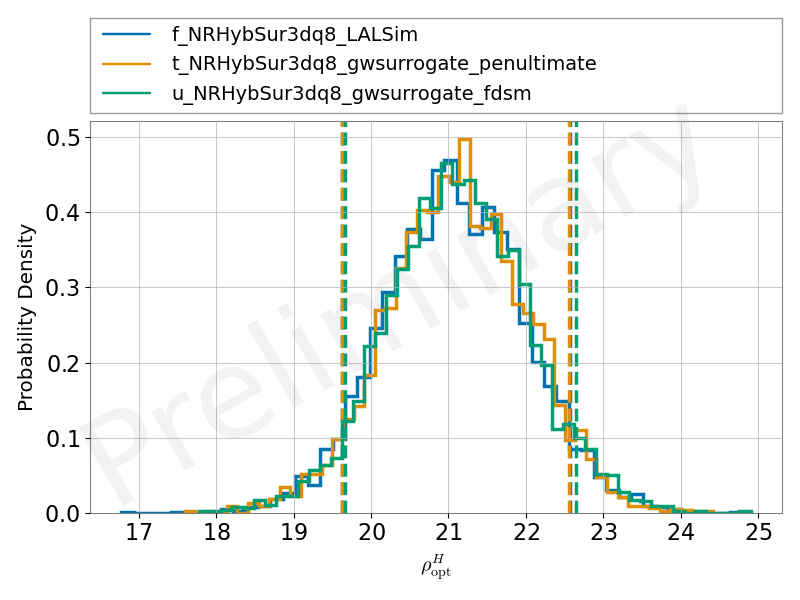 f_NRHybSur3dq8_LALSim
t_NRHybSur3dq8_gwsurrogate_penultimate
u_NRHybSur3dq8_gwsurrogate_fdsm
Preliminary
Probability Density
0.5
0.4
0.3
0.2
0.1
0.0
17 18 19 20 21 22 23 24 25
ρ_opt^H